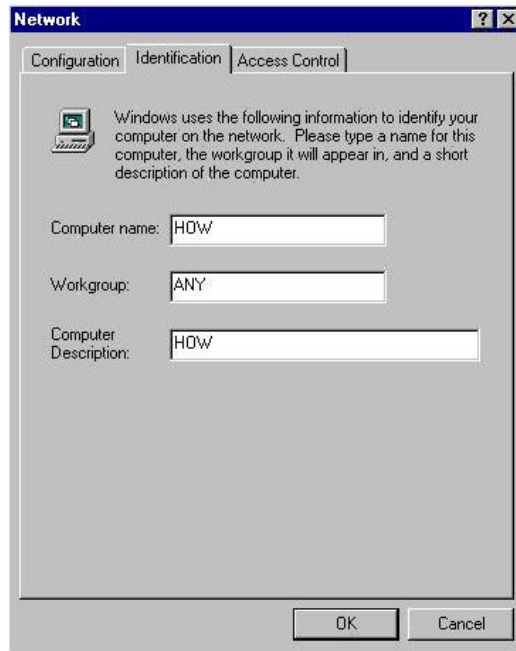 Network
Configuration Identification Access Control
Windows uses the following information to identify your
computer on the network. Please type a name for this
computer, the workgroup it will appear in, and a short
description of the computer.
Computer name: HOW
Workgroup: ANY
Computer
Description: HOW
OK Cancel